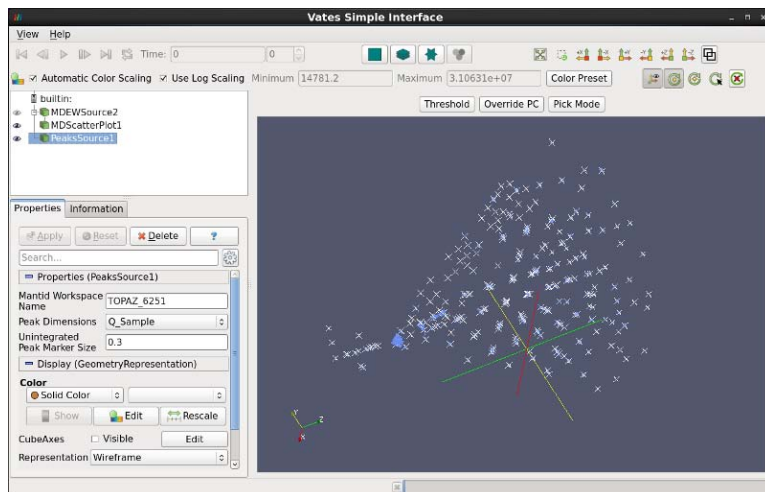 Vates Simple Interface
View Help
Time: 0 0
Automatic Color Scaling Use Log Scaling Minimum 14781.2 Maximum 3.10631e+07 Color Preset
Threshold Override PC Pick Mode
builtin:
MDEWSource2
MDScatterPlot1
PeaksSource1
Properties Information
Apply Reset Delete ?
Search...
Properties (PeaksSource1)
Mantid Workspace
Name TOPAZ_6251
Peak Dimensions Q_Sample
Unintegrated
Peak Marker Size 0.3
Display (GeometryRepresentation)
Color
Solid Color
Show Edit Rescale
CubeAxes Visible Edit
Representation Wireframe
Y
Z
X